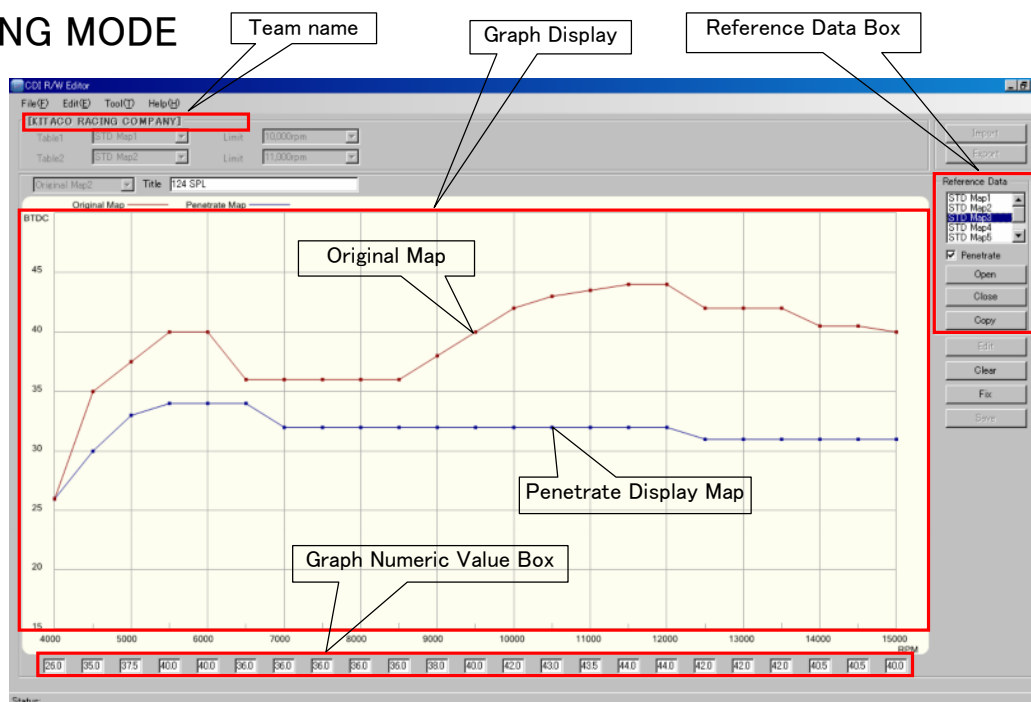 NG MODE
Team name
Graph Display
Reference Data Box
CDI R/W Editor
File(F) Edit(E) Tool(T) Help(H)
[KITACO RACING COMPANY]
Table1 STD Map1 Limit 10,000rpm
Table2 STD Map2 Limit 11,000rpm
Import
Export
Original Map2 Title 124 SPL
Reference Data
STD Map1
STD Map2
STD Map3
STD Map4
STD Map5
Penetrate
Open
Close
Copy
Edit
Clear
Fix
Save
Original Map Penetrate Map
BTDC
45
40
35
30
25
20
15
Original Map
Penetrate Display Map
Graph Numeric Value Box
4000 5000 6000 7000 8000 9000 10000 11000 12000 13000 14000 15000
RPM
26.0 35.0 37.5 40.0 40.0 36.0 36.0 36.0 36.0 36.0 38.0 40.0 42.0 43.0 43.5 44.0 44.0 42.0 42.0 42.0 40.5 40.5 40.0
Status: